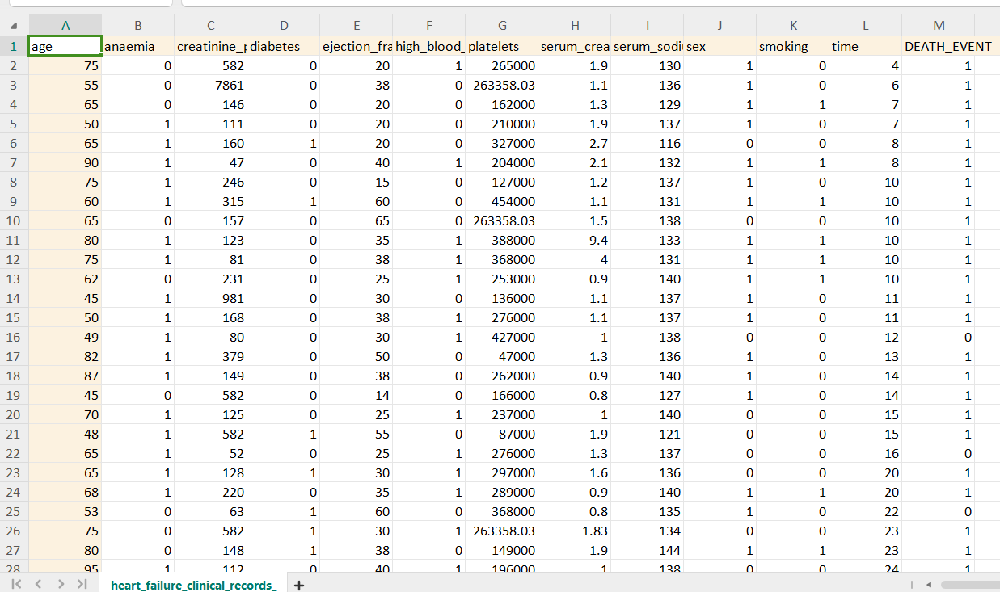 A B C D E F G H I J K L M
1 age anaemia creatinine_p diabetes ejection_fra high_blood_ platelets serum_crea serum_sodi sex smoking time DEATH_EVENT
2 75 0 582 0 20 1 265000 1.9 130 1 0 4 1
3 55 0 7861 0 38 0 263358.03 1.1 136 1 0 6 1
4 65 0 146 0 20 0 162000 1.3 129 1 1 7 1
5 50 1 111 0 20 0 210000 1.9 137 1 0 7 1
6 65 1 160 1 20 0 327000 2.7 116 0 0 8 1
7 90 1 47 0 40 1 204000 2.1 132 1 1 8 1
8 75 1 246 0 15 0 127000 1.2 137 1 0 10 1
9 60 1 315 1 60 0 454000 1.1 131 1 1 10 1
10 65 0 157 0 65 0 263358.03 1.5 138 0 0 10 1
11 80 1 123 0 35 1 388000 9.4 133 1 1 10 1
12 75 1 81 0 38 1 368000 4 131 1 1 10 1
13 62 0 231 0 25 1 253000 0.9 140 1 1 10 1
14 45 1 981 0 30 0 136000 1.1 137 1 0 11 1
15 50 1 168 0 38 1 276000 1.1 137 1 0 11 1
16 49 1 80 0 30 1 427000 1 138 0 0 12 0
17 82 1 379 0 50 0 47000 1.3 136 1 0 13 1
18 87 1 149 0 38 0 262000 0.9 140 1 0 14 1
19 45 0 582 0 14 0 166000 0.8 127 1 0 14 1
20 70 1 125 0 25 1 237000 1 140 0 0 15 1
21 48 1 582 1 55 0 87000 1.9 121 0 0 15 1
22 65 1 52 0 25 1 276000 1.3 137 0 0 16 0
23 65 1 128 1 30 1 297000 1.6 136 0 0 20 1
24 68 1 220 0 35 1 289000 0.9 140 1 1 20 1
25 53 0 63 1 60 0 368000 0.8 135 1 0 22 0
26 75 0 582 1 30 1 263358.03 1.83 134 0 0 23 1
27 80 0 148 1 38 0 149000 1.9 144 1 1 23 1
28 95 1 112 0 40 1 196000 1 138 0 0 24 1
heart_failure_clinical_records_